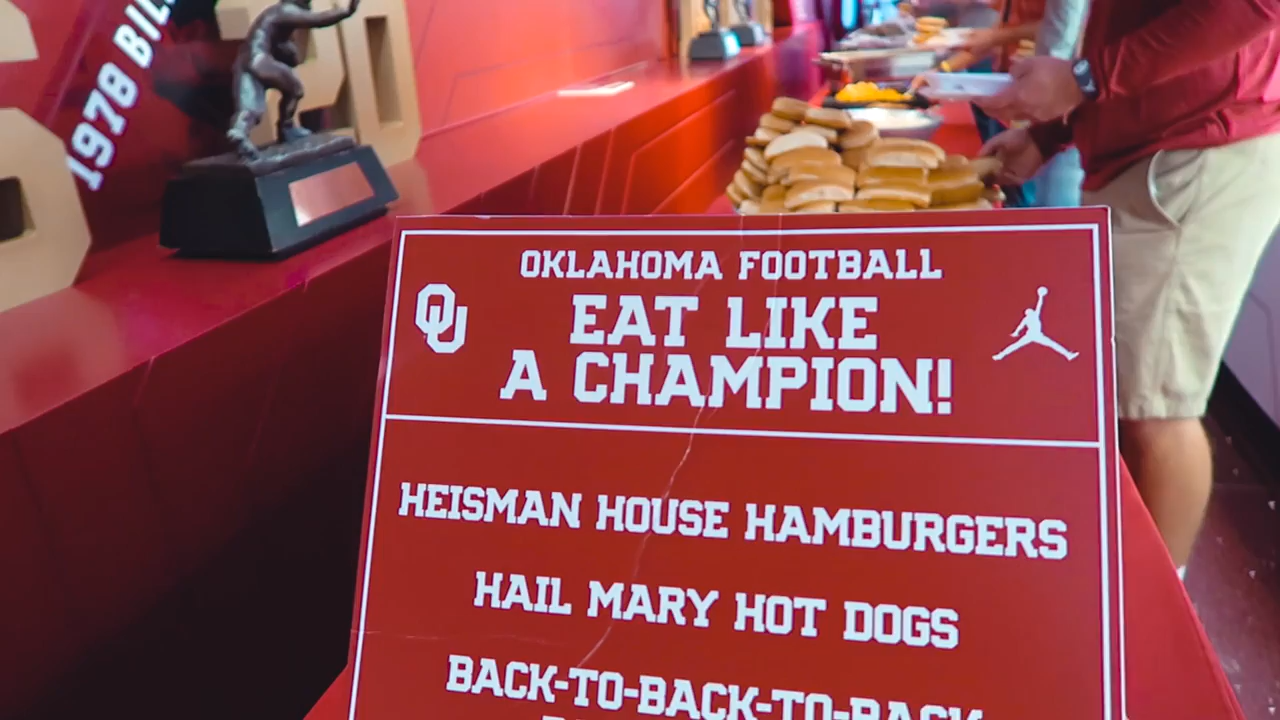 1978 BIL
OKLAHOMA FOOTBALL
OU
EAT LIKE
A CHAMPION!
HEISMAN HOUSE HAMBURGERS
HAIL MARY HOT DOGS
BACK-TO-BACK-TO-BACK